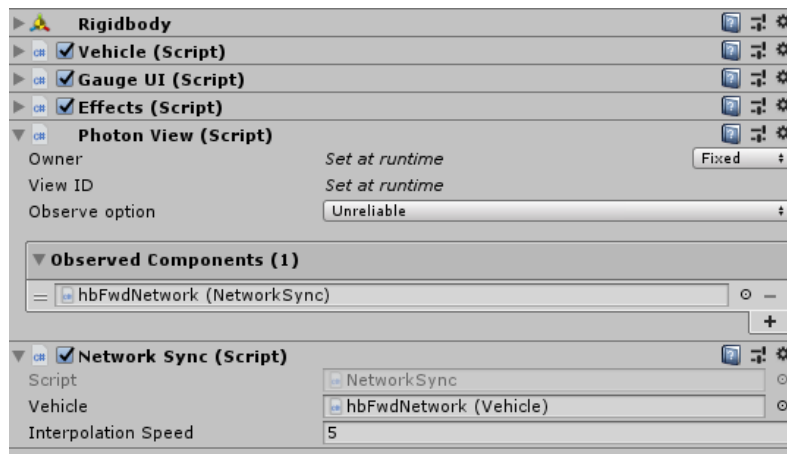 Rigidbody
Vehicle (Script)
Gauge UI (Script)
Effects (Script)
Photon View (Script)
Owner Set at runtime Fixed
View ID Set at runtime
Observe option Unreliable
Observed Components (1)
hbFwdNetwork (NetworkSync)
Network Sync (Script)
Script NetworkSync
Vehicle hbFwdNetwork (Vehicle)
Interpolation Speed 5